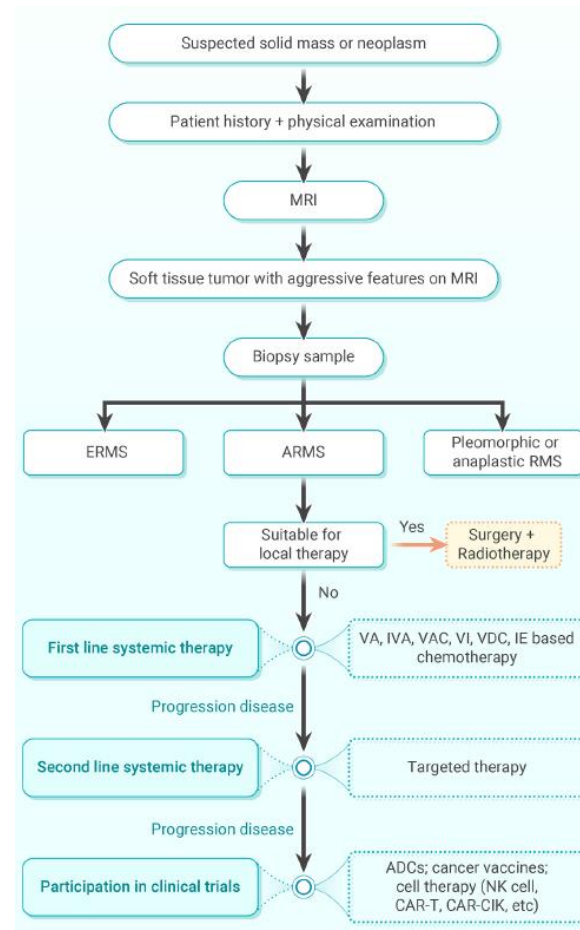 Suspected solid mass or neoplasm
Patient history + physical examination
MRI
Soft tissue tumor with aggressive features on MRI
Biopsy sample
ERMS
ARMS
Pleomorphic or
anaplastic RMS
Suitable for
local therapy
Yes
Surgery +
Radiotherapy
No
First line systemic therapy
VA, IVA, VAC, VI, VDC, IE based
chemotherapy
Progression disease
Second line systemic therapy
Targeted therapy
Progression disease
Participation in clinical trials
ADCs; cancer vaccines;
cell therapy (NK cell,
CAR-T, CAR-CIK, etc)